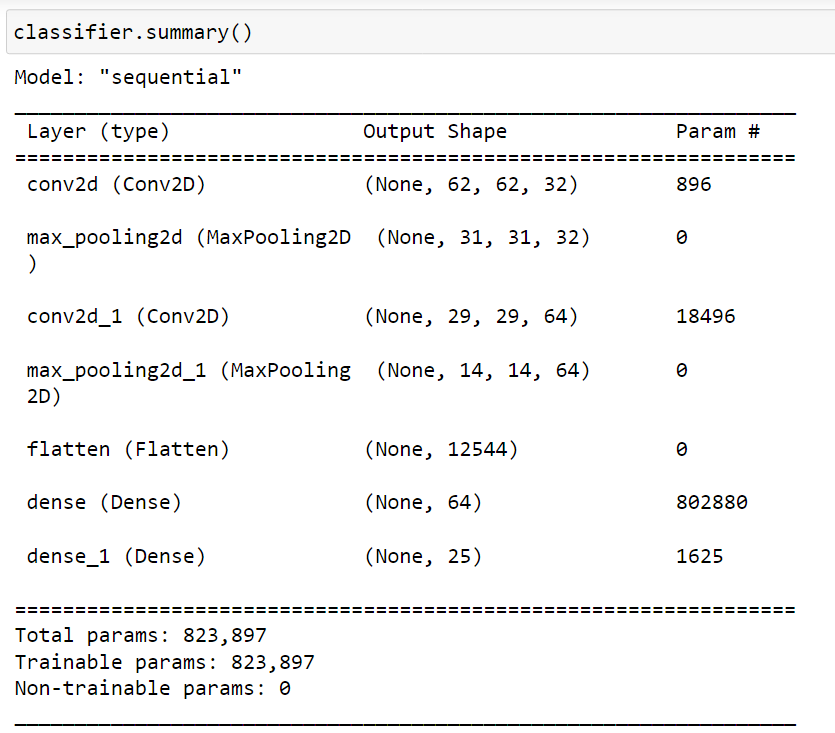 classifier.summary()
Model: "sequential"
_________________________________________________________________
Layer (type)                Output Shape              Param #
=================================================================
conv2d (Conv2D)             (None, 62, 62, 32)        896
max_pooling2d (MaxPooling2D  (None, 31, 31, 32)       0
)
conv2d_1 (Conv2D)           (None, 29, 29, 64)        18496
max_pooling2d_1 (MaxPooling  (None, 14, 14, 64)       0
2D)
flatten (Flatten)           (None, 12544)             0
dense (Dense)               (None, 64)                802880
dense_1 (Dense)             (None, 25)                1625
=================================================================
Total params: 823,897
Trainable params: 823,897
Non-trainable params: 0
_________________________________________________________________